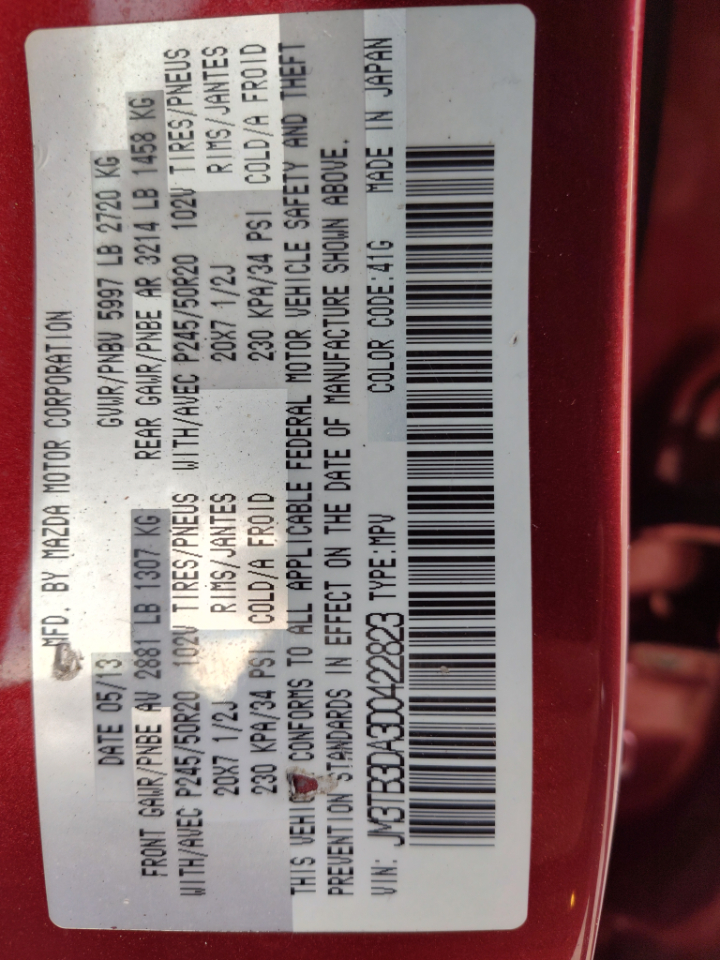 MFD. BY MAZDA MOTOR CORPORATION
DATE 05/13 GVWR/PNBV 5997 LB 2720 KG
FRONT GAWR/PNBE AV 2881 LB 1307 KG REAR GAWR/PNBE AR 3214 LB 1458 KG
WITH/AVEC P245/50R20 102V TIRES/PNEUS WITH/AVEC P245/50R20 102V TIRES/PNEUS
20X7 1/2J RIMS/JANTES 20X7 1/2J RIMS/JANTES
230 KPA/34 PSI COLD/A FROID 230 KPA/34 PSI COLD/A FROID
THIS VEHIC CONFORMS TO ALL APPLICABLE FEDERAL MOTOR VEHICLE SAFETY AND THEFT
PREVENTION STANDARDS IN EFFECT ON THE DATE OF MANUFACTURE SHOWN ABOVE.
VIN: JM3TB3DA3D0422823 TYPE:MPV COLOR CODE:41G MADE IN JAPAN